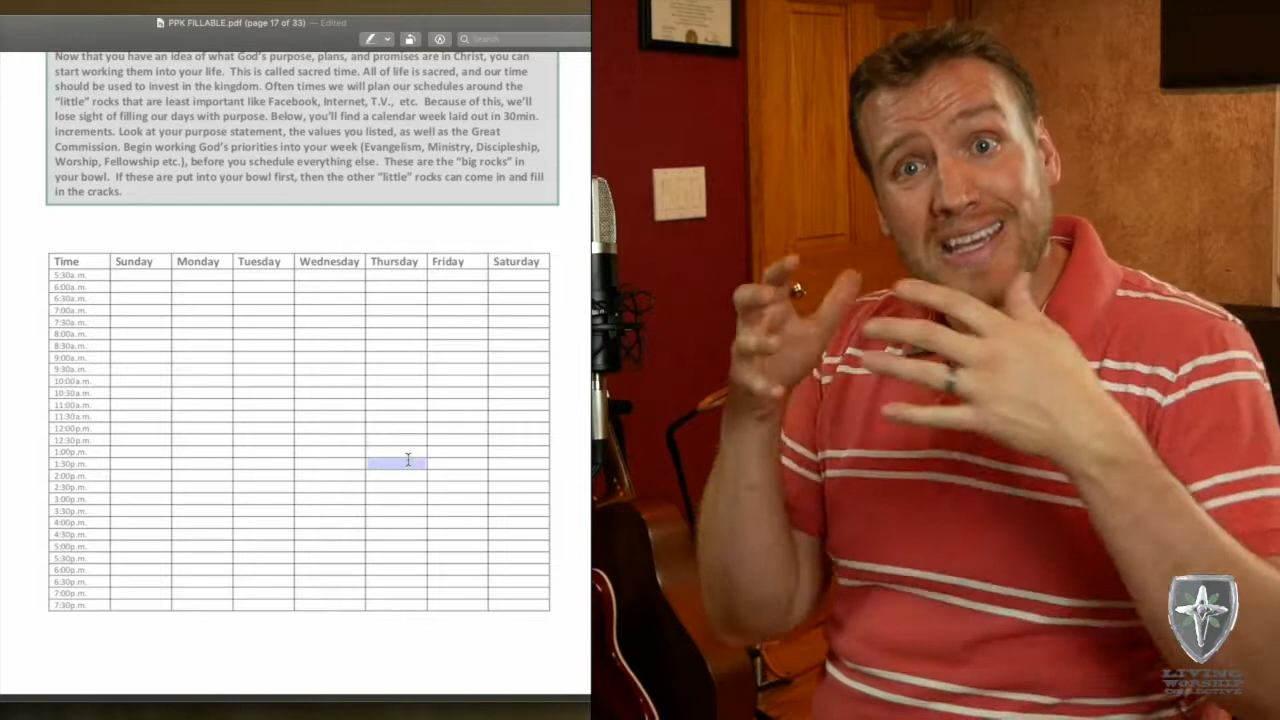 PPK FILLABLE.pdf (page 17 of 33) — Edited
Search
Now that you have an idea of what God's purpose, plans, and promises are in Christ, you can
start working them into your life. This is called sacred time. All of life is sacred, and our time
should be used to invest in the kingdom. Often times we will plan our schedules around the
"little" rocks that are least important like Facebook, Internet, T.V., etc. Because of this, we'll
lose sight of filling our days with purpose. Below, you'll find a calendar week laid out in 30min.
increments. Look at your purpose statement, the values you listed, as well as the Great
Commission. Begin working God's priorities into your week (Evangelism, Ministry, Discipleship,
Worship, Fellowship etc.), before you schedule everything else. These are the "big rocks" in
your bowl. If these are put into your bowl first, then the other "little" rocks can come in and fill
in the cracks.
Time Sunday Monday Tuesday Wednesday Thursday Friday Saturday
5:30a.m.
6:00a.m.
6:30a.m.
7:00a.m.
7:30a.m.
8:00a.m.
8:30a.m.
9:00a.m.
9:30a.m.
10:00a.m.
10:30a.m.
11:00a.m.
11:30a.m.
12:00p.m.
12:30p.m.
1:00p.m.
1:30p.m.
2:00p.m.
2:30p.m.
3:00p.m.
3:30p.m.
4:00p.m.
4:30p.m.
5:00p.m.
5:30p.m.
6:00p.m.
6:30p.m.
7:00p.m.
7:30p.m.
LIVING
WORSHIP
COLLECTIVE